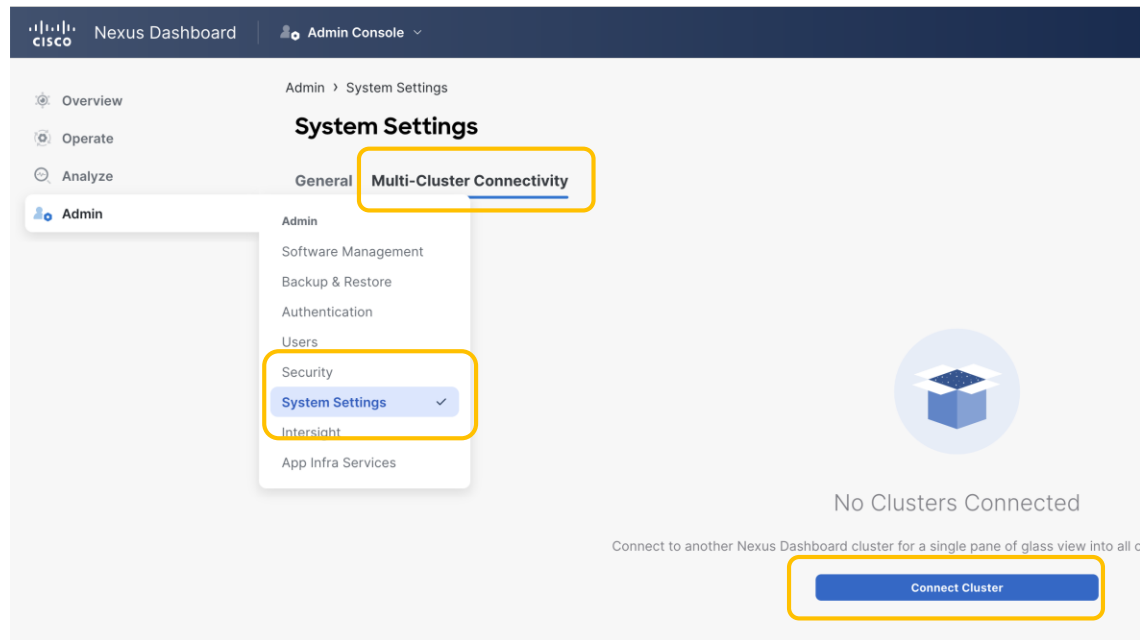 CISCO Nexus Dashboard Admin Console
Admin > System Settings
System Settings
General Multi-Cluster Connectivity
Overview
Operate
Analyze
Admin
Admin
Software Management
Backup & Restore
Authentication
Users
Security
System Settings
Intersight
App Infra Services
No Clusters Connected
Connect to another Nexus Dashboard cluster for a single pane of glass view into all
Connect Cluster